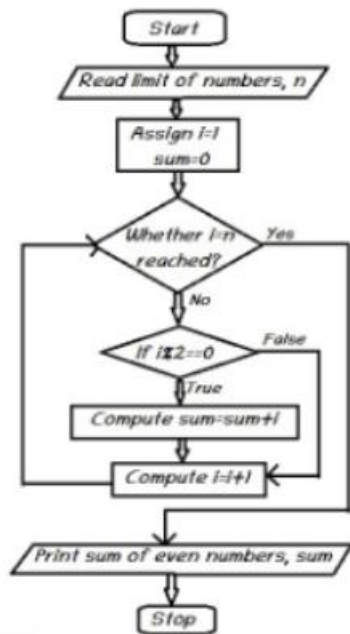 Start
Read limit of numbers, n
Assign i=1
sum=0
Whether i=n
reached?
Yes
No
If i%2==0
False
True
Compute sum=sum+i
Compute i=i+1
Print sum of even numbers, sum
Stop